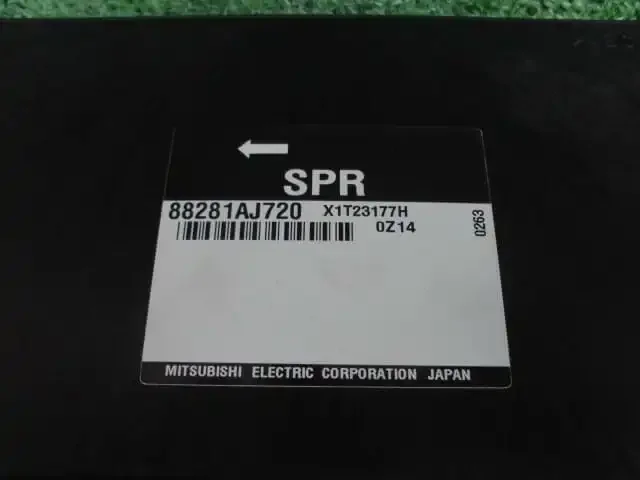 SPR
88281AJ720 X1T23177H
0Z14
0263
MITSUBISHI ELECTRIC CORPORATION JAPAN